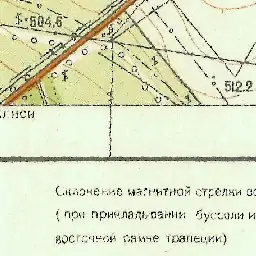 504,6
512.2
Склонение магнитной стрелки
(при прикладывании буссоли и
восточной рамке трапеции)